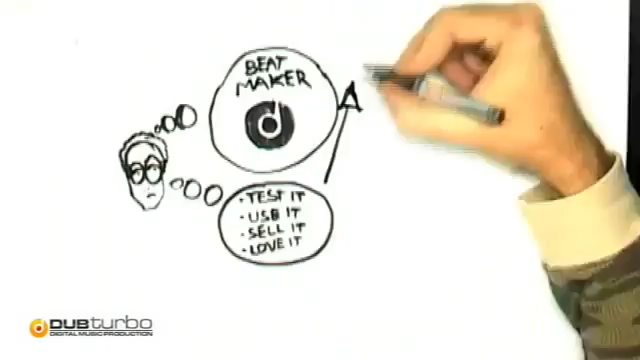 BEAT
MAKER
d
• TEST IT
• USE IT
• SELL IT
• LOVE IT
DUBturbo
DIGITAL MUSIC PRODUCTION